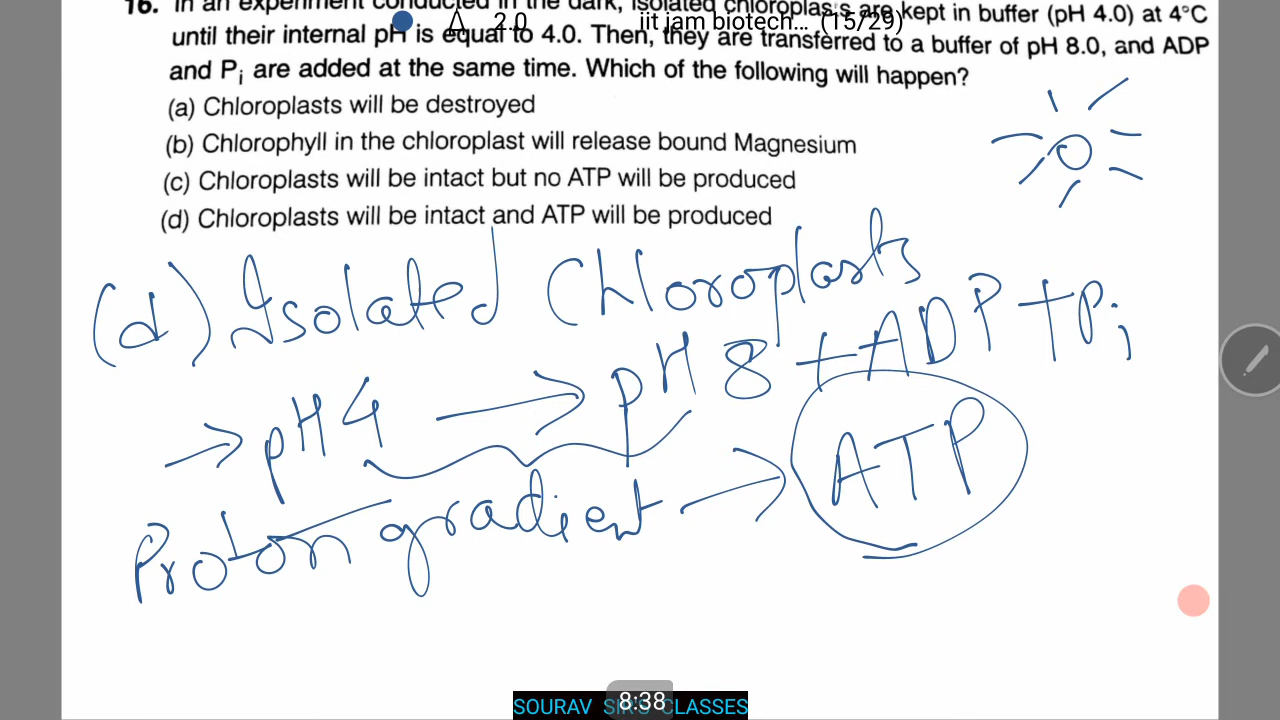 16. In an experiment conducted in the dark, isolated chloroplasts are kept in buffer (pH 4.0) at 4°C
2.0 iit jam biotech... (15/29)
until their internal pH is equal to 4.0. Then, they are transferred to a buffer of pH 8.0, and ADP
and Pi are added at the same time. Which of the following will happen?
(a) Chloroplasts will be destroyed
(b) Chlorophyll in the chloroplast will release bound Magnesium
(c) Chloroplasts will be intact but no ATP will be produced
(d) Chloroplasts will be intact and ATP will be produced
(d) Isolated Chloroplasts
→ pH 4 → pH 8 + ADP + Pi
Proton gradient → ATP
8:38
SOURAV SIR'S CLASSES